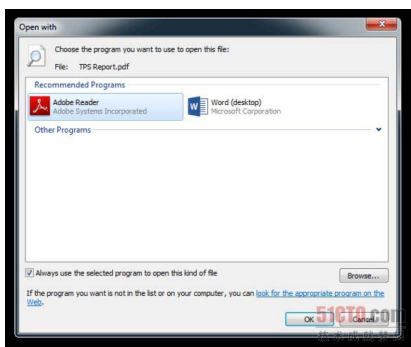 Open with
Choose the program you want to use to open this file:
File: TPS Report.pdf
Recommended Programs
Adobe Reader
Adobe Systems Incorporated
Word (desktop)
Microsoft Corporation
Other Programs
Always use the selected program to open this kind of file
Browse...
If the program you want is not in the list or on your computer, you can look for the appropriate program on the
Web.
OK
Cancel
51CTO.com